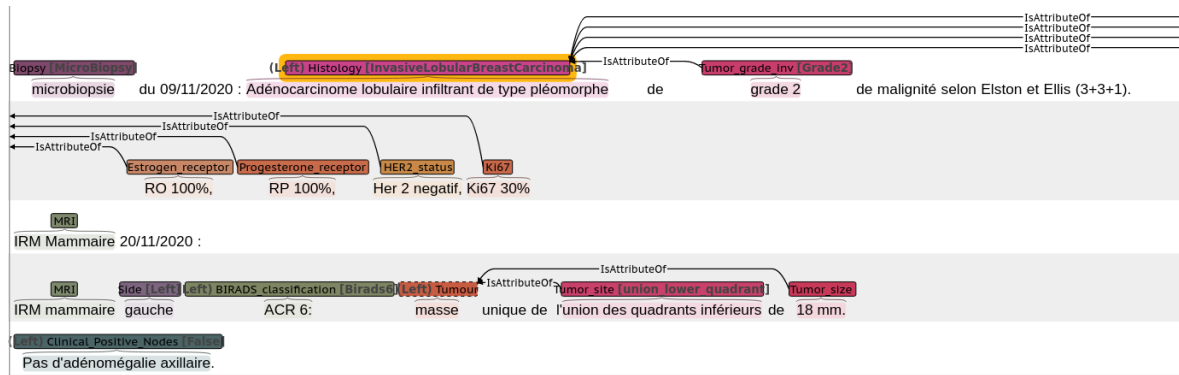 IsAttributeOf
IsAttributeOf
IsAttributeOf
IsAttributeOf
Biopsy [MicroBiopsy] (Left) Histology [InvasiveLobularBreastCarcinoma] IsAttributeOf Tumor_grade_inv [Grade2
microbiopsie du 09/11/2020 : Adénocarcinome lobulaire infiltrant de type pléomorphe de grade 2 de malignité selon Elston et Ellis (3+3+1).
IsAttributeOf
IsAttributeOf
IsAttributeOf
IsAttributeOf
Estrogen_receptor Progesterone_receptor HER2_status Ki67
RO 100%, RP 100%, Her 2 negatif, Ki67 30%
MRI
IRM Mammaire 20/11/2020 :
IsAttributeOf
MRI Side [Left] (Left) BIRADS_classification [Birads6] (Left) Tumour IsAttributeOf Tumor_site [union_lower_quadrant] Tumor_size
IRM mammaire gauche ACR 6: masse unique de l'union des quadrants inférieurs de 18 mm.
(Left) Clinical_Positive_Nodes [False]
Pas d'adénomégalie axillaire.